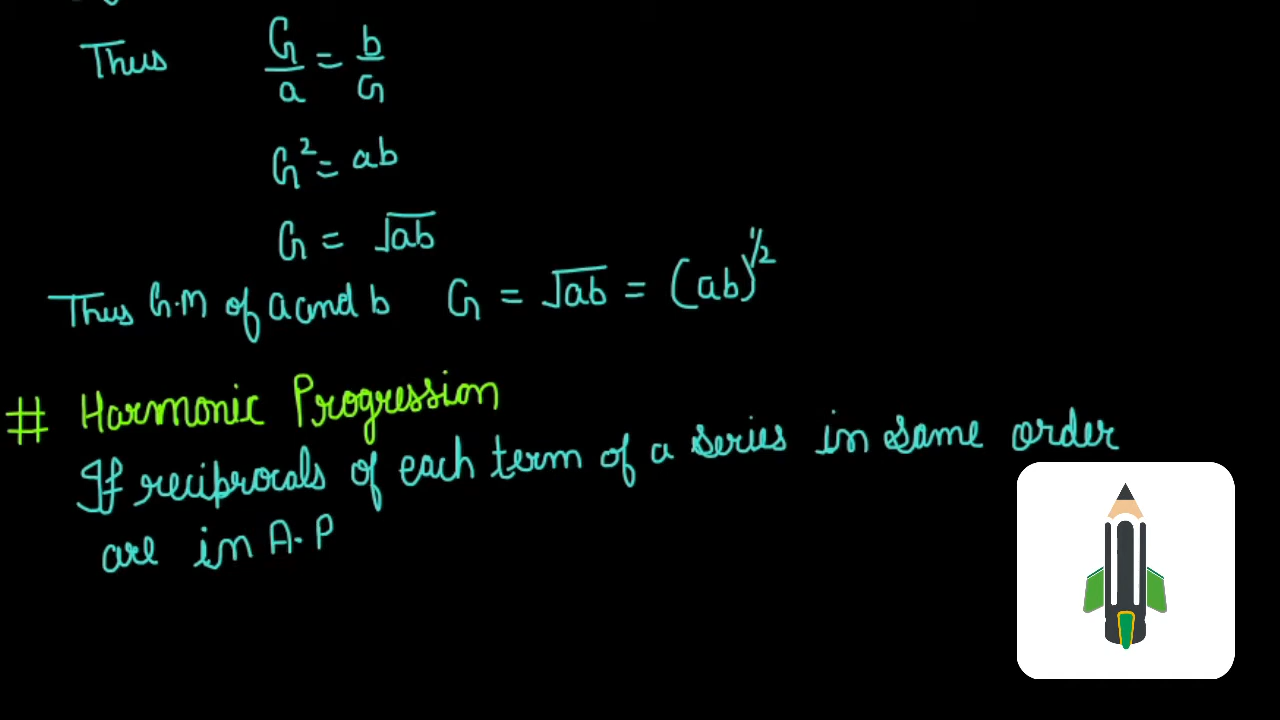 Thus G/a = b/G
G² = ab
G = √ab
Thus G.M of a and b G = √ab = (ab)^1/2
# Harmonic Progression
If reciprocals of each term of a series in same order
are in A.P